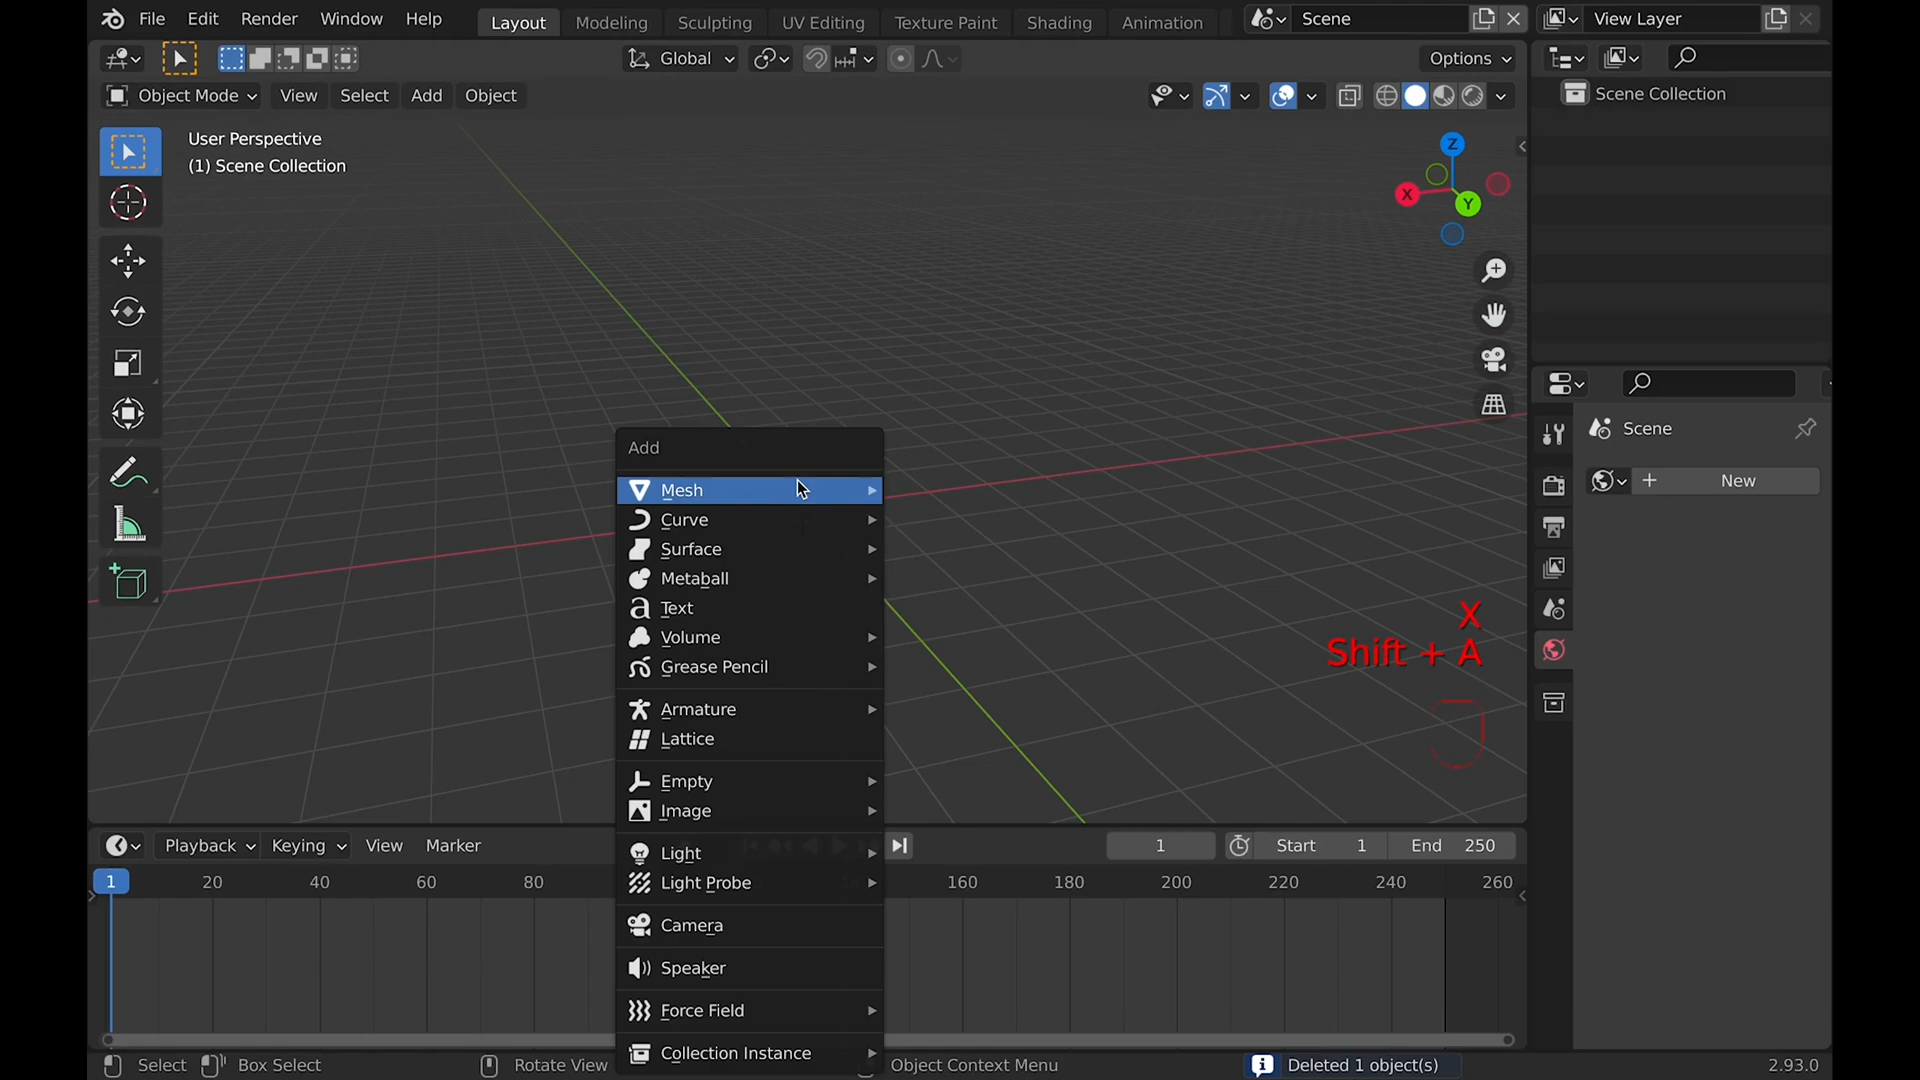 File Edit Render Window Help Layout Modeling Sculpting UV Editing Texture Paint Shading Animation Scene View Layer
Global Options
Object Mode View Select Add Object
Scene Collection
User Perspective
(1) Scene Collection
Z
X
Y
Scene
New
Add
Mesh
Curve
Surface
Metaball
Text
Volume
Grease Pencil
Armature
Lattice
Empty
Image
Light
Light Probe
Camera
Speaker
Force Field
Collection Instance
X
Shift + A
Playback Keying View Marker 1 Start 1 End 250
1 20 40 60 80 160 180 200 220 240 260
Select Box Select Rotate View Object Context Menu Deleted 1 object(s) 2.93.0